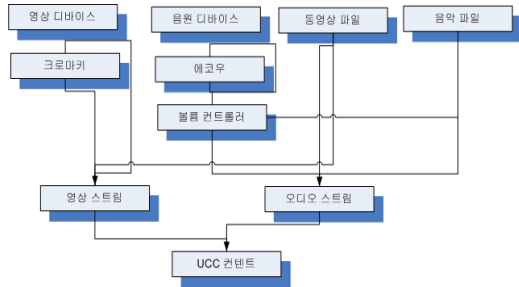 영상 디바이스
음원 디바이스
동영상 파일
음악 파일
크로마키
에코우
볼륨 컨트롤러
영상 스트림
오디오 스트림
UCC 컨텐트